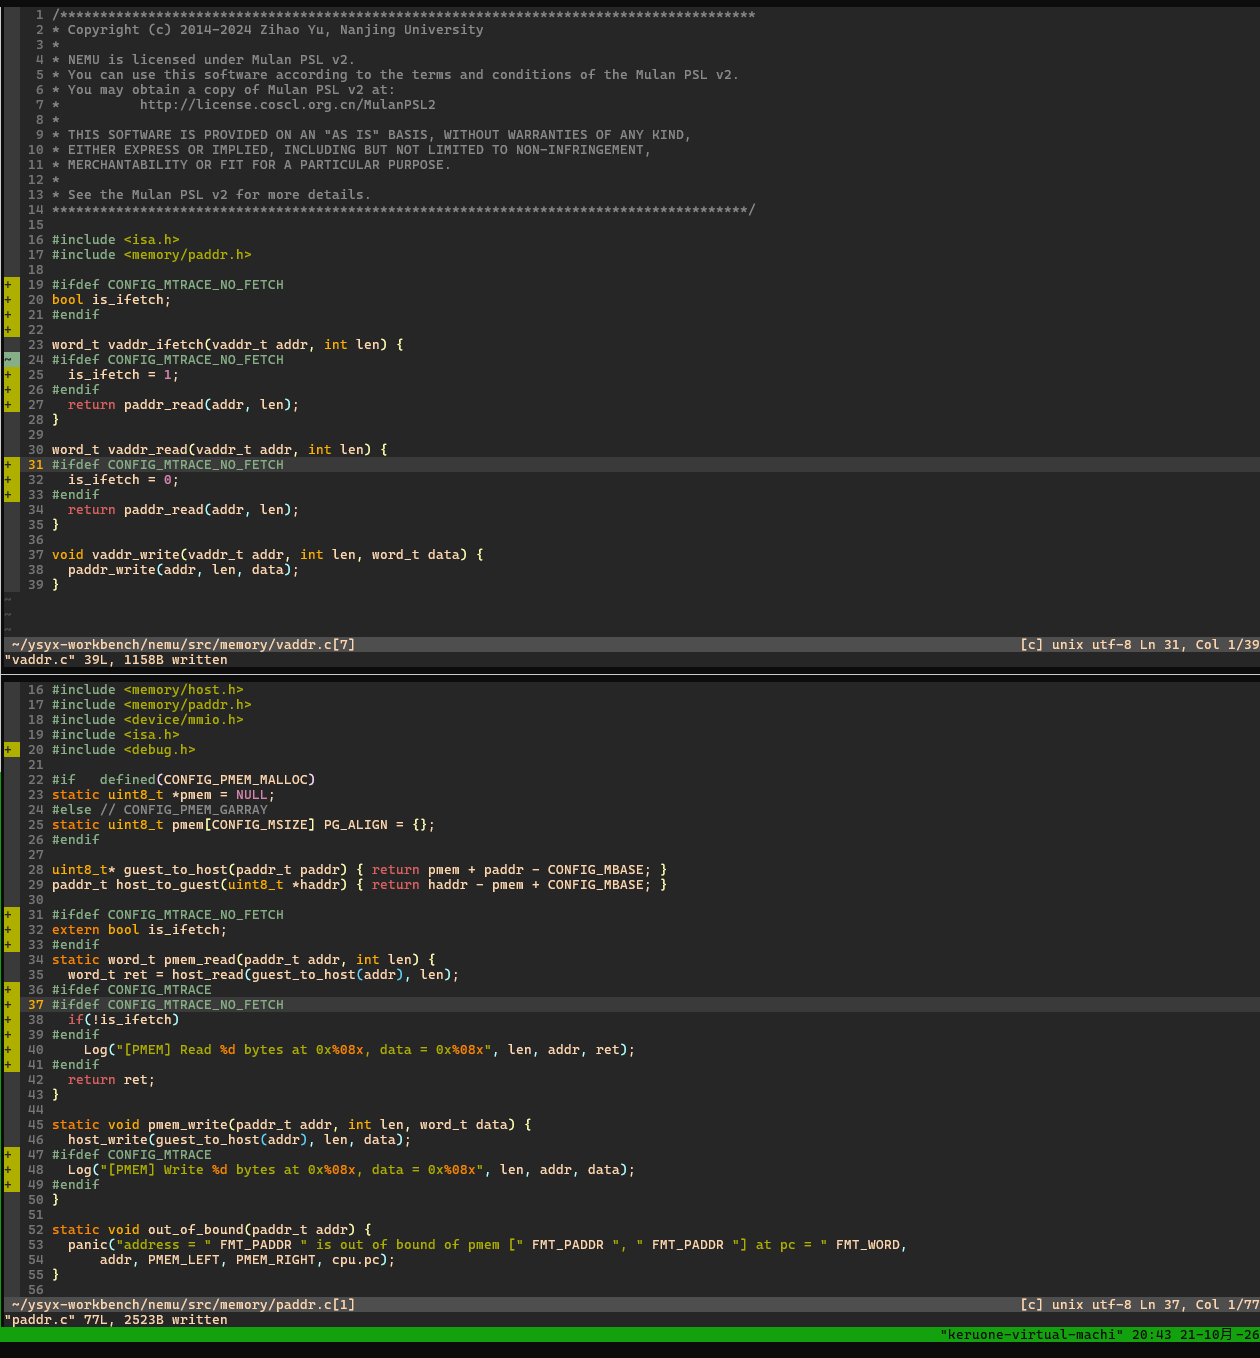 1 /***************************************************************************************
2 * Copyright (c) 2014-2024 Zihao Yu, Nanjing University
3 *
4 * NEMU is licensed under Mulan PSL v2.
5 * You can use this software according to the terms and conditions of the Mulan PSL v2.
6 * You may obtain a copy of Mulan PSL v2 at:
7 *          http://license.coscl.org.cn/MulanPSL2
8 *
9 * THIS SOFTWARE IS PROVIDED ON AN "AS IS" BASIS, WITHOUT WARRANTIES OF ANY KIND,
10 * EITHER EXPRESS OR IMPLIED, INCLUDING BUT NOT LIMITED TO NON-INFRINGEMENT,
11 * MERCHANTABILITY OR FIT FOR A PARTICULAR PURPOSE.
12 *
13 * See the Mulan PSL v2 for more details.
14 ***************************************************************************************/
15
16 #include <isa.h>
17 #include <memory/paddr.h>
18
+ 19 #ifdef CONFIG_MTRACE_NO_FETCH
+ 20 bool is_ifetch;
+ 21 #endif
+ 22
23 word_t vaddr_ifetch(vaddr_t addr, int len) {
~ 24 #ifdef CONFIG_MTRACE_NO_FETCH
+ 25   is_ifetch = 1;
+ 26 #endif
+ 27   return paddr_read(addr, len);
28 }
29
30 word_t vaddr_read(vaddr_t addr, int len) {
+ 31 #ifdef CONFIG_MTRACE_NO_FETCH
+ 32   is_ifetch = 0;
+ 33 #endif
34   return paddr_read(addr, len);
35 }
36
37 void vaddr_write(vaddr_t addr, int len, word_t data) {
38   paddr_write(addr, len, data);
39 }
~
~
~
~/ysyx-workbench/nemu/src/memory/vaddr.c[7] [c] unix utf-8 Ln 31, Col 1/39
"vaddr.c" 39L, 1158B written
16 #include <memory/host.h>
17 #include <memory/paddr.h>
18 #include <device/mmio.h>
19 #include <isa.h>
+ 20 #include <debug.h>
21
22 #if   defined(CONFIG_PMEM_MALLOC)
23 static uint8_t *pmem = NULL;
24 #else // CONFIG_PMEM_GARRAY
25 static uint8_t pmem[CONFIG_MSIZE] PG_ALIGN = {};
26 #endif
27
28 uint8_t* guest_to_host(paddr_t paddr) { return pmem + paddr - CONFIG_MBASE; }
29 paddr_t host_to_guest(uint8_t *haddr) { return haddr - pmem + CONFIG_MBASE; }
30
+ 31 #ifdef CONFIG_MTRACE_NO_FETCH
+ 32 extern bool is_ifetch;
+ 33 #endif
34 static word_t pmem_read(paddr_t addr, int len) {
35   word_t ret = host_read(guest_to_host(addr), len);
+ 36 #ifdef CONFIG_MTRACE
+ 37 #ifdef CONFIG_MTRACE_NO_FETCH
+ 38   if(!is_ifetch)
+ 39 #endif
+ 40     Log("[PMEM] Read %d bytes at 0x%08x, data = 0x%08x", len, addr, ret);
+ 41 #endif
42   return ret;
43 }
44
45 static void pmem_write(paddr_t addr, int len, word_t data) {
46   host_write(guest_to_host(addr), len, data);
+ 47 #ifdef CONFIG_MTRACE
+ 48   Log("[PMEM] Write %d bytes at 0x%08x, data = 0x%08x", len, addr, data);
+ 49 #endif
50 }
51
52 static void out_of_bound(paddr_t addr) {
53   panic("address = " FMT_PADDR " is out of bound of pmem [" FMT_PADDR ", " FMT_PADDR "] at pc = " FMT_WORD,
54       addr, PMEM_LEFT, PMEM_RIGHT, cpu.pc);
55 }
56
~/ysyx-workbench/nemu/src/memory/paddr.c[1] [c] unix utf-8 Ln 37, Col 1/77
"paddr.c" 77L, 2523B written
"keruone-virtual-machi" 20:43 21-10月-26